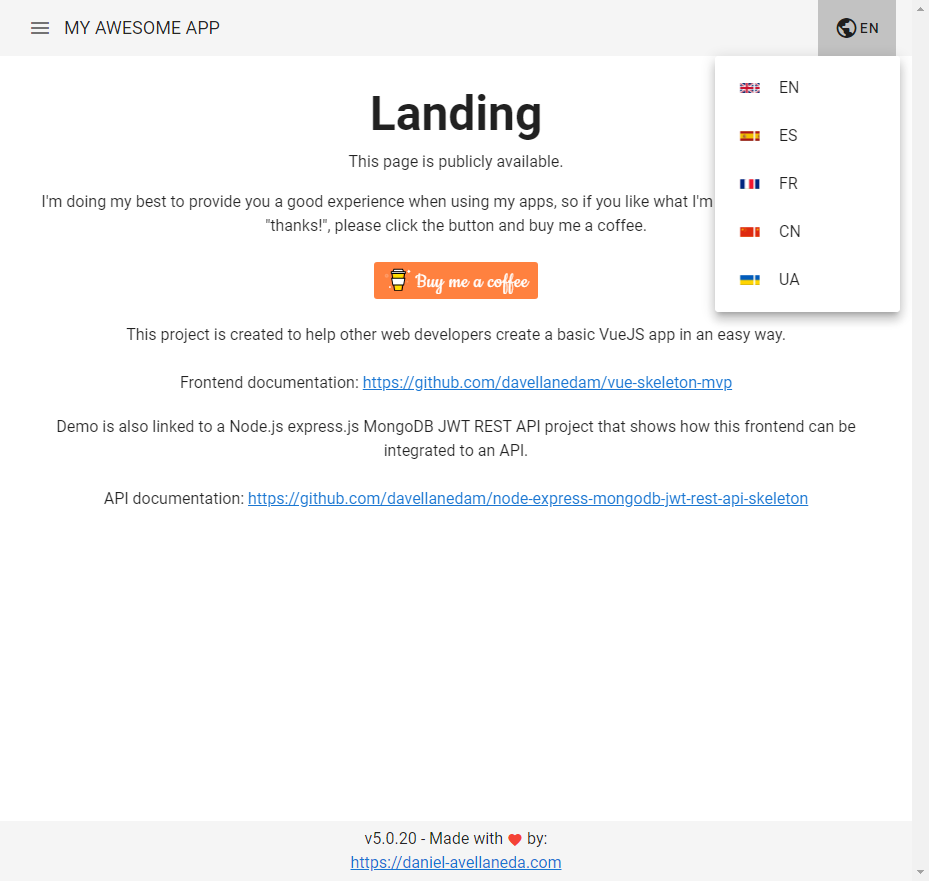 MY AWESOME APP
EN
EN
ES
FR
CN
UA
Landing
This page is publicly available.
I'm doing my best to provide you a good experience when using my apps, so if you like what I'm
"thanks!", please click the button and buy me a coffee.
Buy me a coffee
This project is created to help other web developers create a basic VueJS app in an easy way.
Frontend documentation: https://github.com/davellanedam/vue-skeleton-mvp
Demo is also linked to a Node.js express.js MongoDB JWT REST API project that shows how this frontend can be
integrated to an API.
API documentation: https://github.com/davellanedam/node-express-mongodb-jwt-rest-api-skeleton
v5.0.20 - Made with ❤ by:
https://daniel-avellaneda.com